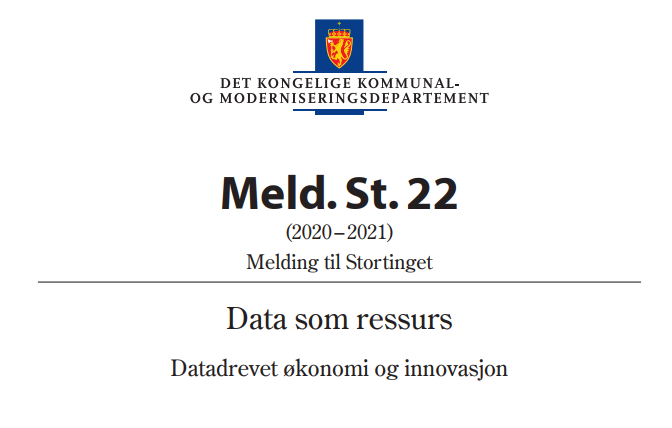 DET KONGELIGE KOMMUNAL-
OG MODERNISERINGSDEPARTEMENT
Meld. St. 22
(2020–2021)
Melding til Stortinget
Data som ressurs
Datadrevet økonomi og innovasjon